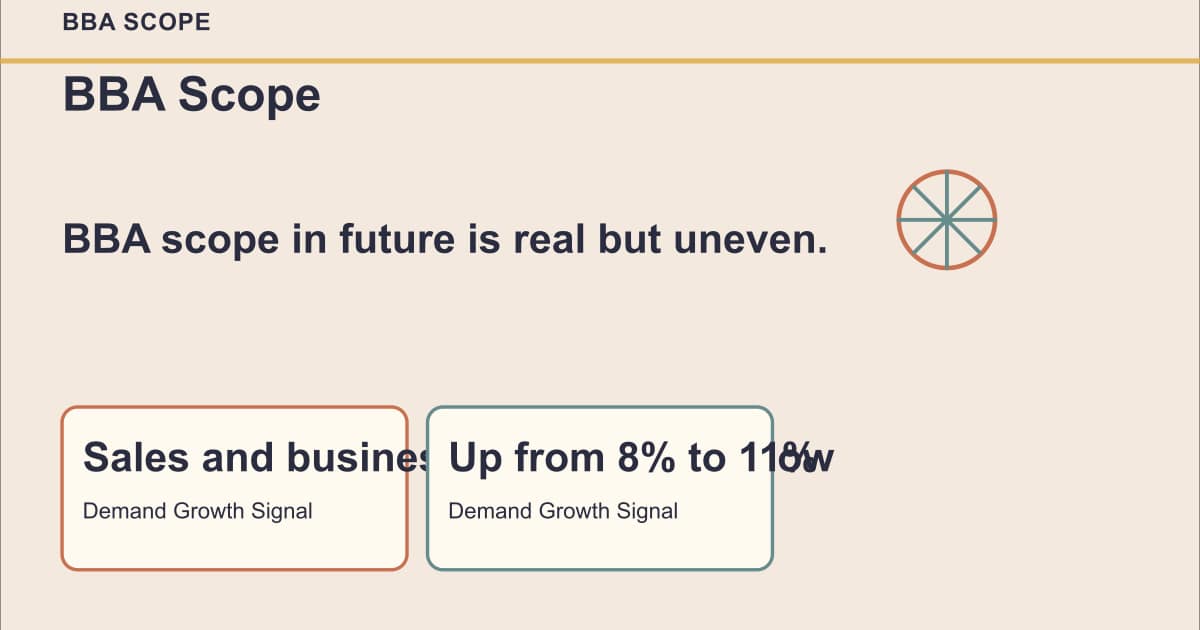 BBA SCOPE
BBA Scope
BBA scope in future is real but uneven.
Sales and busines
Demand Growth Signal
Up from 8% to 11%
Demand Growth Signal